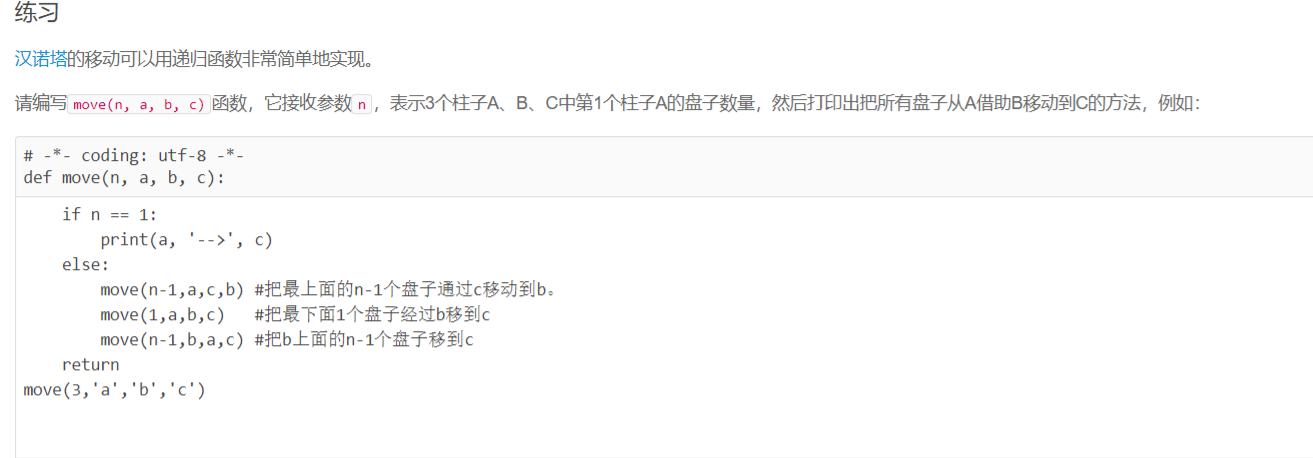 练习
汉诺塔的移动可以用递归函数非常简单地实现。
请编写move(n, a, b, c)函数，它接收参数n，表示3个柱子A、B、C中第1个柱子A的盘子数量，然后打印出把所有盘子从A借助B移动到C的方法，例如：
# -*- coding: utf-8 -*-
def move(n, a, b, c):
    if n == 1:
        print(a, '-->', c)
    else:
        move(n-1,a,c,b) #把最上面的n-1个盘子通过c移动到b。
        move(1,a,b,c)   #把最下面1个盘子经过b移到c
        move(n-1,b,a,c) #把b上面的n-1个盘子移到c
    return
move(3,'a','b','c')